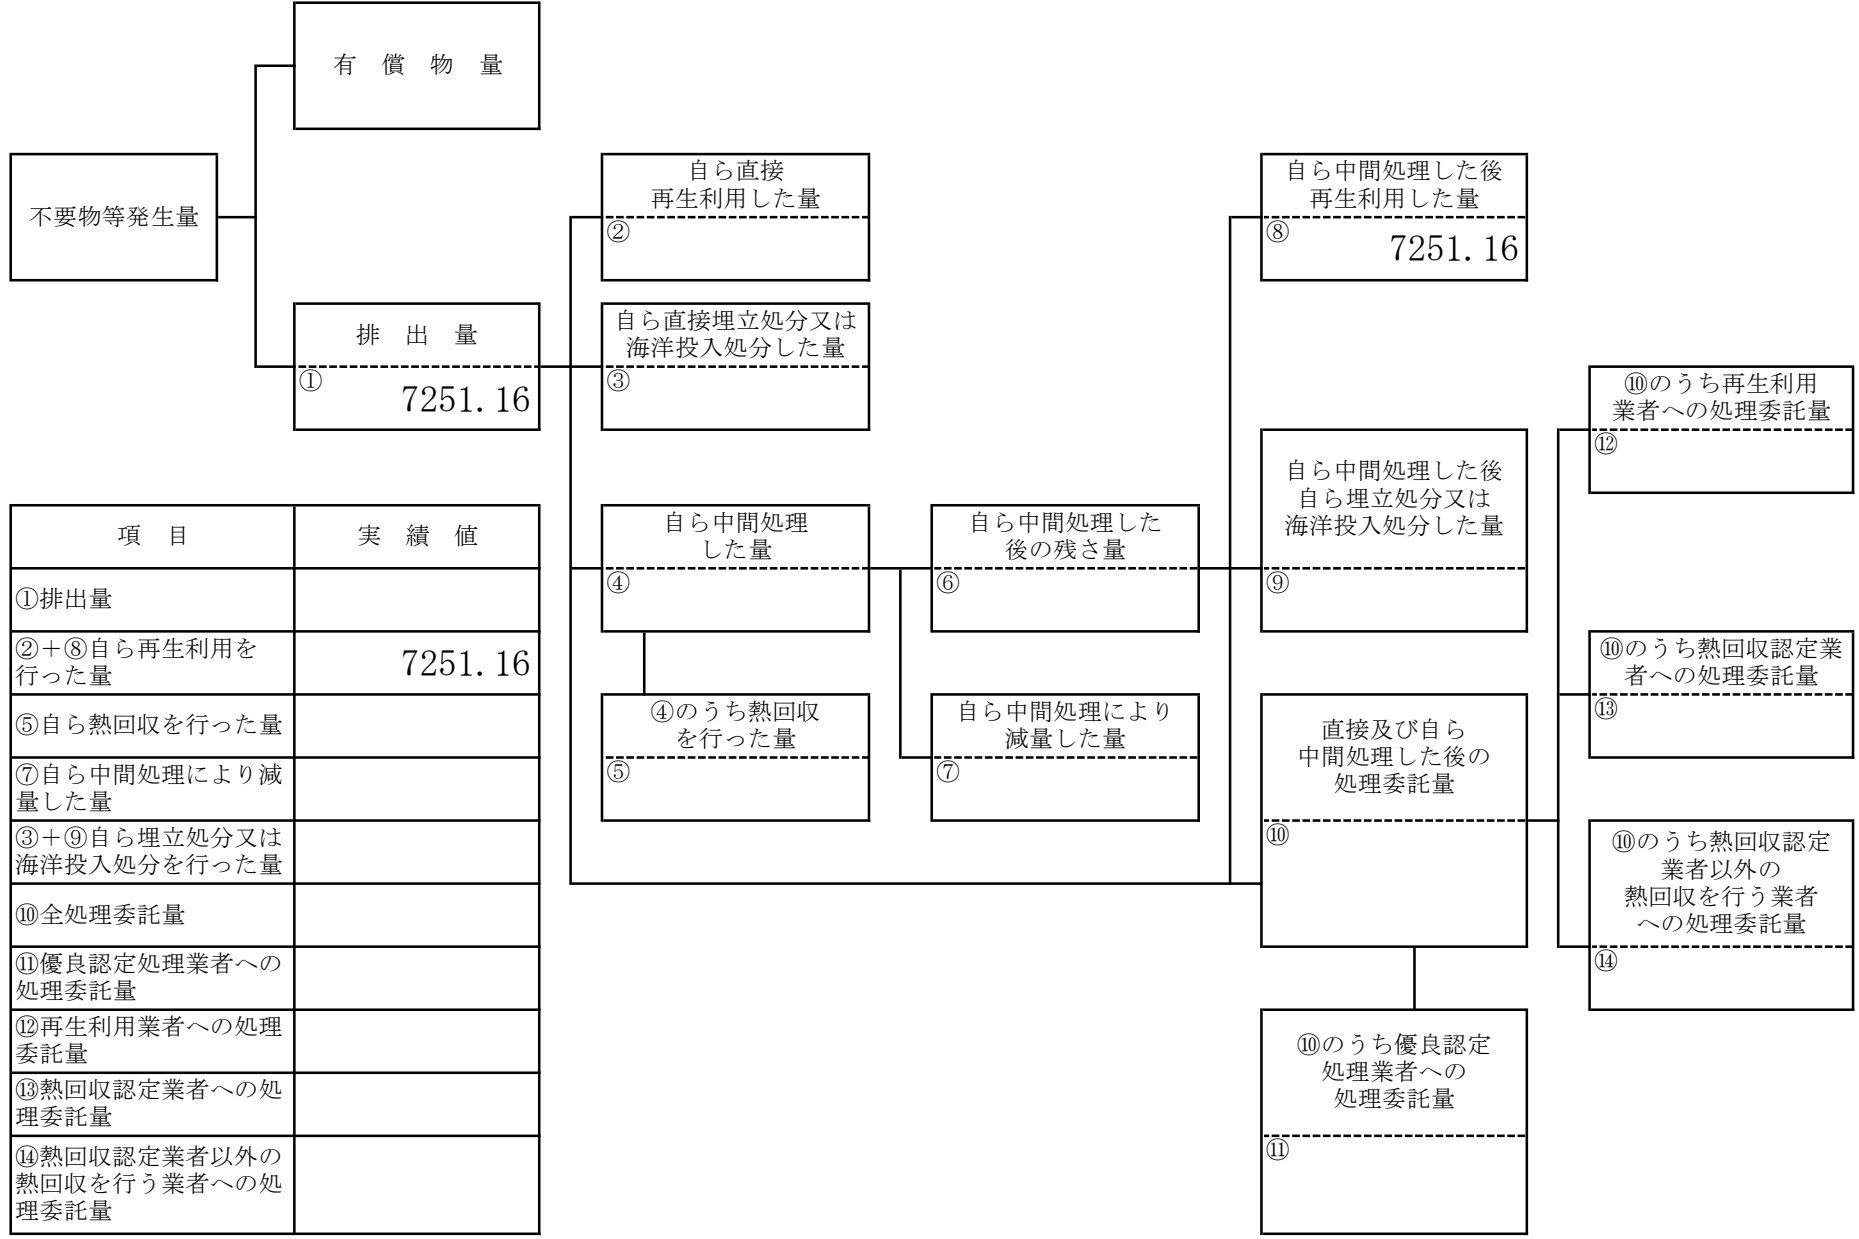 有　償　物　量
不要物等発生量
排　出　量
①
7251.16
自ら直接
再生利用した量
②
自ら直接埋立処分又は
海洋投入処分した量
③
自ら中間処理
した量
④
④のうち熱回収
を行った量
⑤
自ら中間処理した
後の残さ量
⑥
自ら中間処理により
減量した量
⑦
自ら中間処理した後
再生利用した量
⑧
7251.16
自ら中間処理した後
自ら埋立処分又は
海洋投入処分した量
⑨
直接及び自ら
中間処理した後の
処理委託量
⑩
⑩のうち優良認定
処理業者への
処理委託量
⑪
⑩のうち再生利用
業者への処理委託量
⑫
⑩のうち熱回収認定業
者への処理委託量
⑬
⑩のうち熱回収認定
業者以外の
熱回収を行う業者
への処理委託量
⑭
項　目
実　績　値
①排出量
②＋⑧自ら再生利用を
行った量
7251.16
⑤自ら熱回収を行った量
⑦自ら中間処理により減
量した量
③＋⑨自ら埋立処分又は
海洋投入処分を行った量
⑩全処理委託量
⑪優良認定処理業者への
処理委託量
⑫再生利用業者への処理
委託量
⑬熱回収認定業者への処
理委託量
⑭熱回収認定業者以外の
熱回収を行う業者への処
理委託量